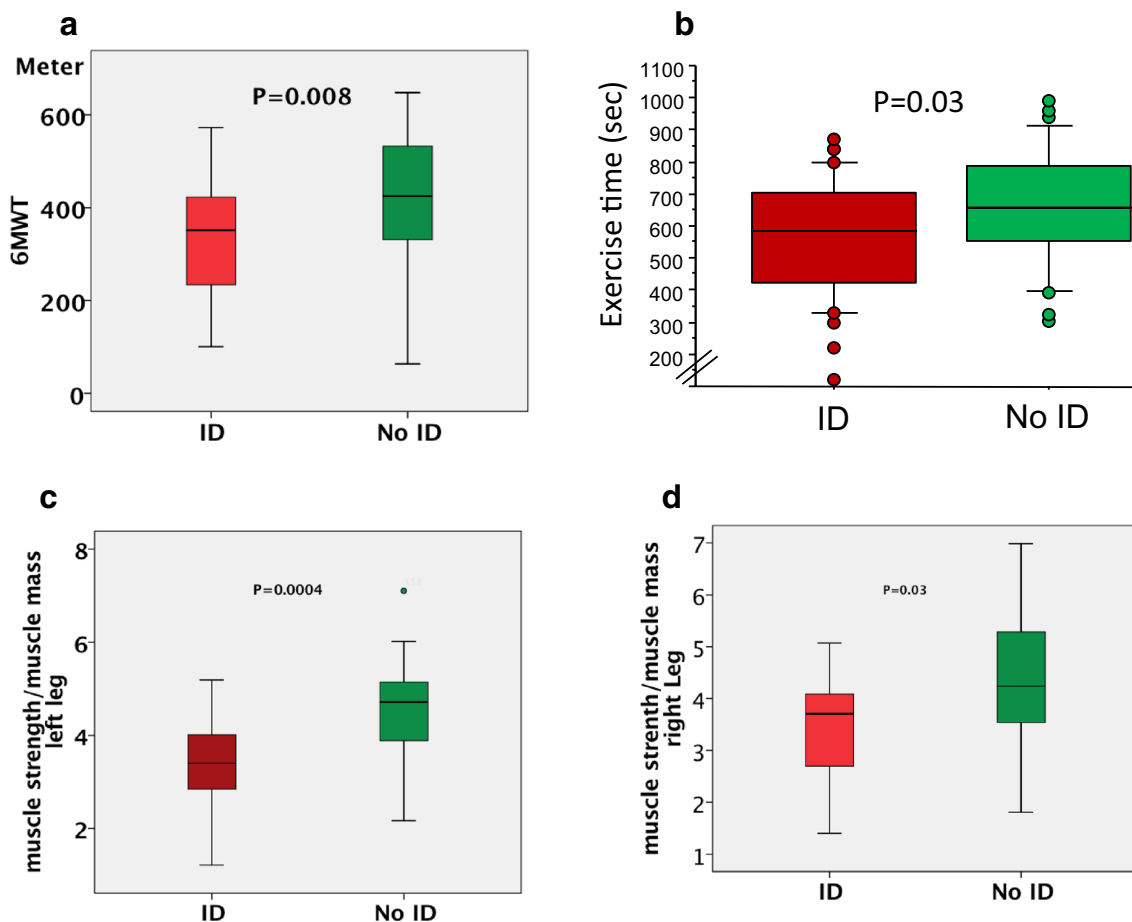 a
Meter
P=0.008
600
400
200
0
6MWT
ID
No ID
b
1100
1000
900
800
700
600
500
400
300
200
Exercise time (sec)
P=0.03
ID
No ID
c
8
6
4
2
muscle strength/muscle mass
left leg
P=0.0004
ID
No ID
d
7
6
5
4
3
2
1
muscle strenth/muscle mass
right Leg
P=0.03
ID
No ID